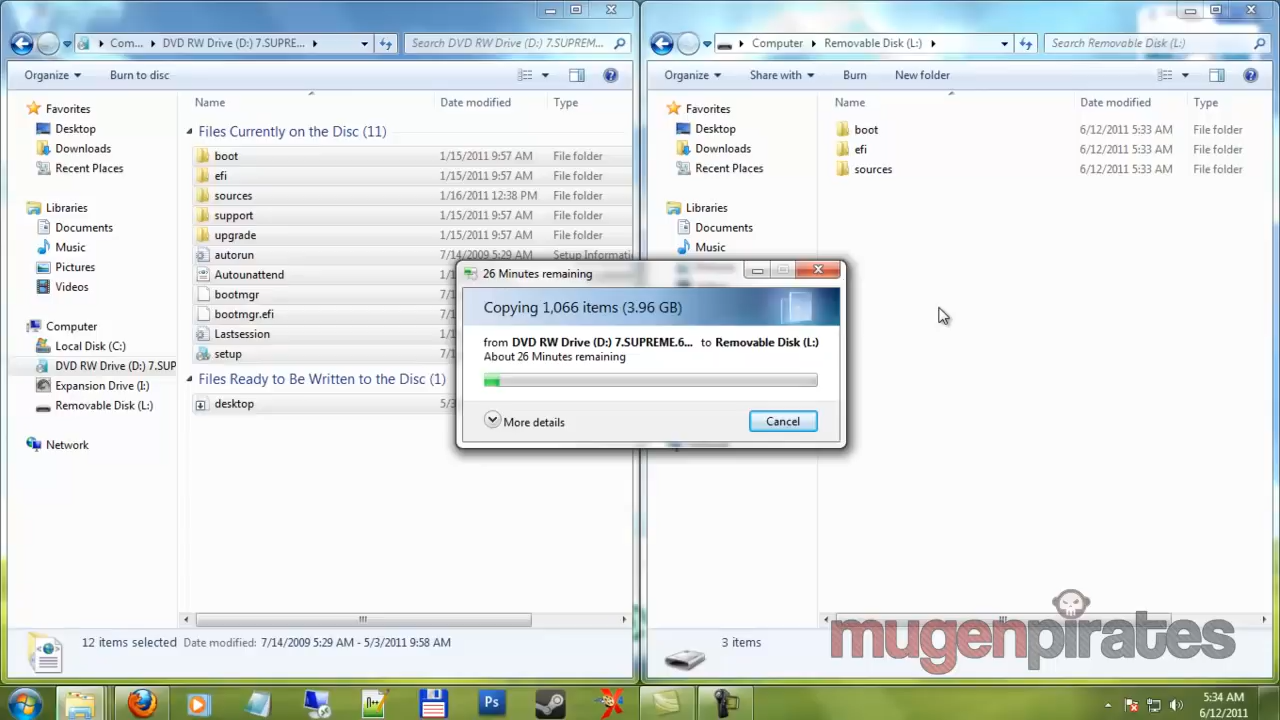 Com... DVD RW Drive (D:) 7.SUPRE...
Search DVD RW Drive (D:) 7.SUPREM...
Organize Burn to disc
Favorites
Desktop
Downloads
Recent Places
Libraries
Documents
Music
Pictures
Videos
Computer
Local Disk (C:)
DVD RW Drive (D:) 7.SUP
Expansion Drive (I:)
Removable Disk (L:)
Network
Name Date modified Type
Files Currently on the Disc (11)
boot 1/15/2011 9:57 AM File folder
efi 1/15/2011 9:57 AM File folder
sources 1/16/2011 12:38 PM File folder
support 1/15/2011 9:57 AM File folder
upgrade 1/15/2011 9:57 AM File folder
autorun 7/14/2009 5:29 AM Setup Informati
Autounattend
bootmgr
bootmgr.efi
Lastsession
setup
Files Ready to Be Written to the Disc (1)
desktop
12 items selected Date modified: 7/14/2009 5:29 AM - 5/3/2011 9:58 AM
Computer Removable Disk (L:)
Search Removable Disk (L:)
Organize Share with Burn New folder
Favorites
Desktop
Downloads
Recent Places
Libraries
Documents
Music
Name Date modified Type
boot 6/12/2011 5:33 AM File folder
efi 6/12/2011 5:33 AM File folder
sources 6/12/2011 5:33 AM File folder
3 items
26 Minutes remaining
Copying 1,066 items (3.96 GB)
from DVD RW Drive (D:) 7.SUPREME.6... to Removable Disk (L:)
About 26 Minutes remaining
More details
Cancel
mugenpirates
Ps
5:34 AM
6/12/2011